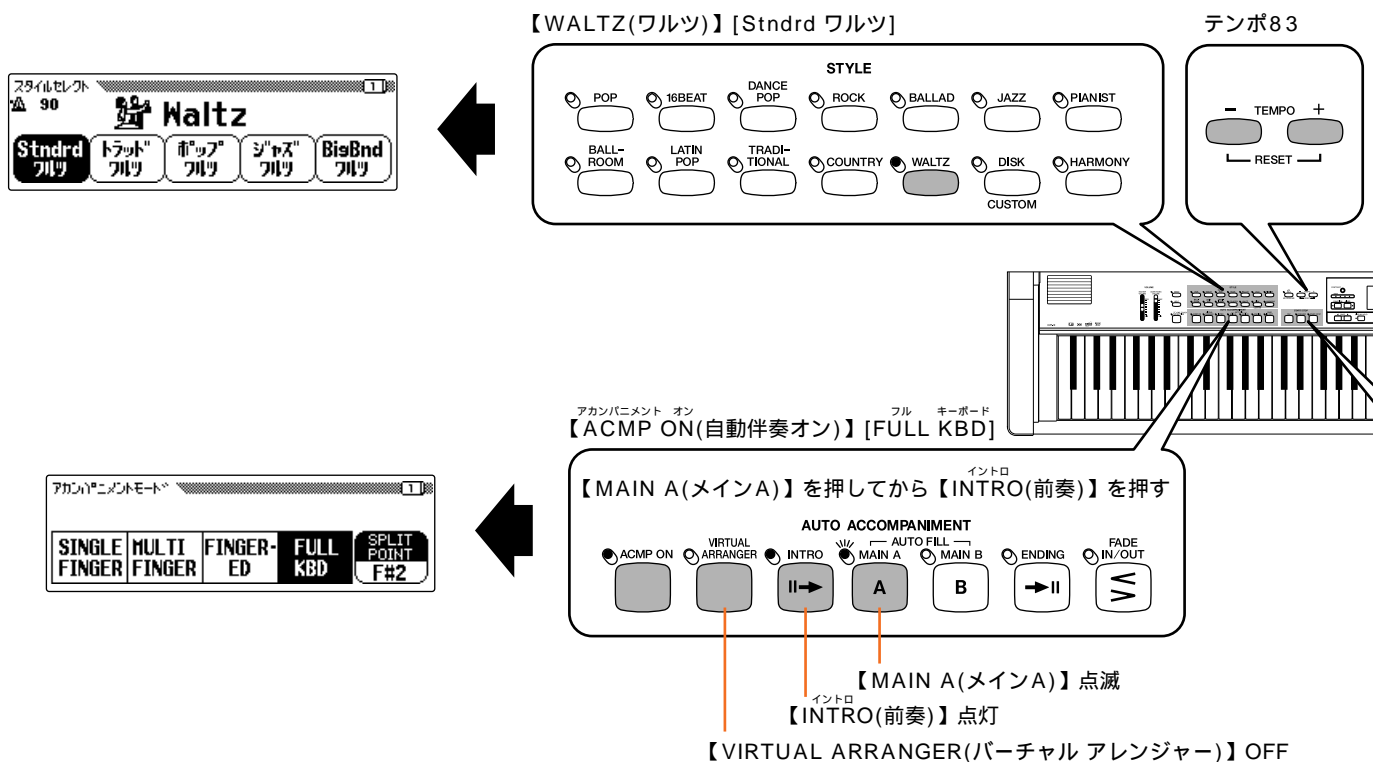 【WALTZ(ワルツ)】[Stndrd ワルツ]
テンポ83
スタイルセレクト
1
90
Waltz
Stndrd ワルツ
トラッド ワルツ
ポップ ワルツ
ジャズ ワルツ
BigBnd ワルツ
STYLE
POP
16BEAT
DANCE POP
ROCK
BALLAD
JAZZ
PIANIST
BALL-ROOM
LATIN POP
TRADI-TIONAL
COUNTRY
WALTZ
DISK
CUSTOM
HARMONY
− TEMPO +
RESET
アカンパニメント オン
フル キーボード
【ACMP ON(自動伴奏オン)】[FULL KBD]
アカンパニメントモード
1
SINGLE FINGER
MULTI FINGER
FINGER-ED
FULL KBD
SPLIT POINT
F#2
イントロ
【MAIN A(メインA)】を押してから【INTRO(前奏)】を押す
AUTO ACCOMPANIMENT
AUTO FILL
ACMP ON
VIRTUAL ARRANGER
INTRO
MAIN A
MAIN B
ENDING
FADE IN/OUT
A
B
【MAIN A(メインA)】点滅
イントロ
【INTRO(前奏)】点灯
【VIRTUAL ARRANGER(バーチャル アレンジャー)】OFF